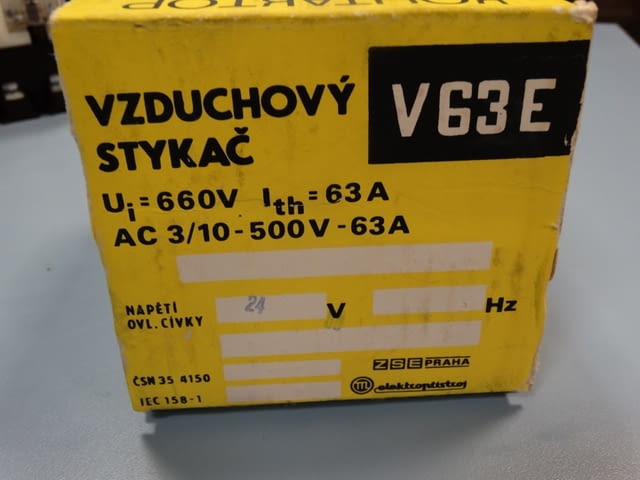 VZDUCHOVÝ
STYKAČ
V63E
Ui=660V Ith=63A
AC 3/10-500V-63A
NAPĚTÍ
OVL. CÍVKY
24 V Hz
ČSN 35 4150
IEC 158-1
ZSE PRAHA
elektropřístroj